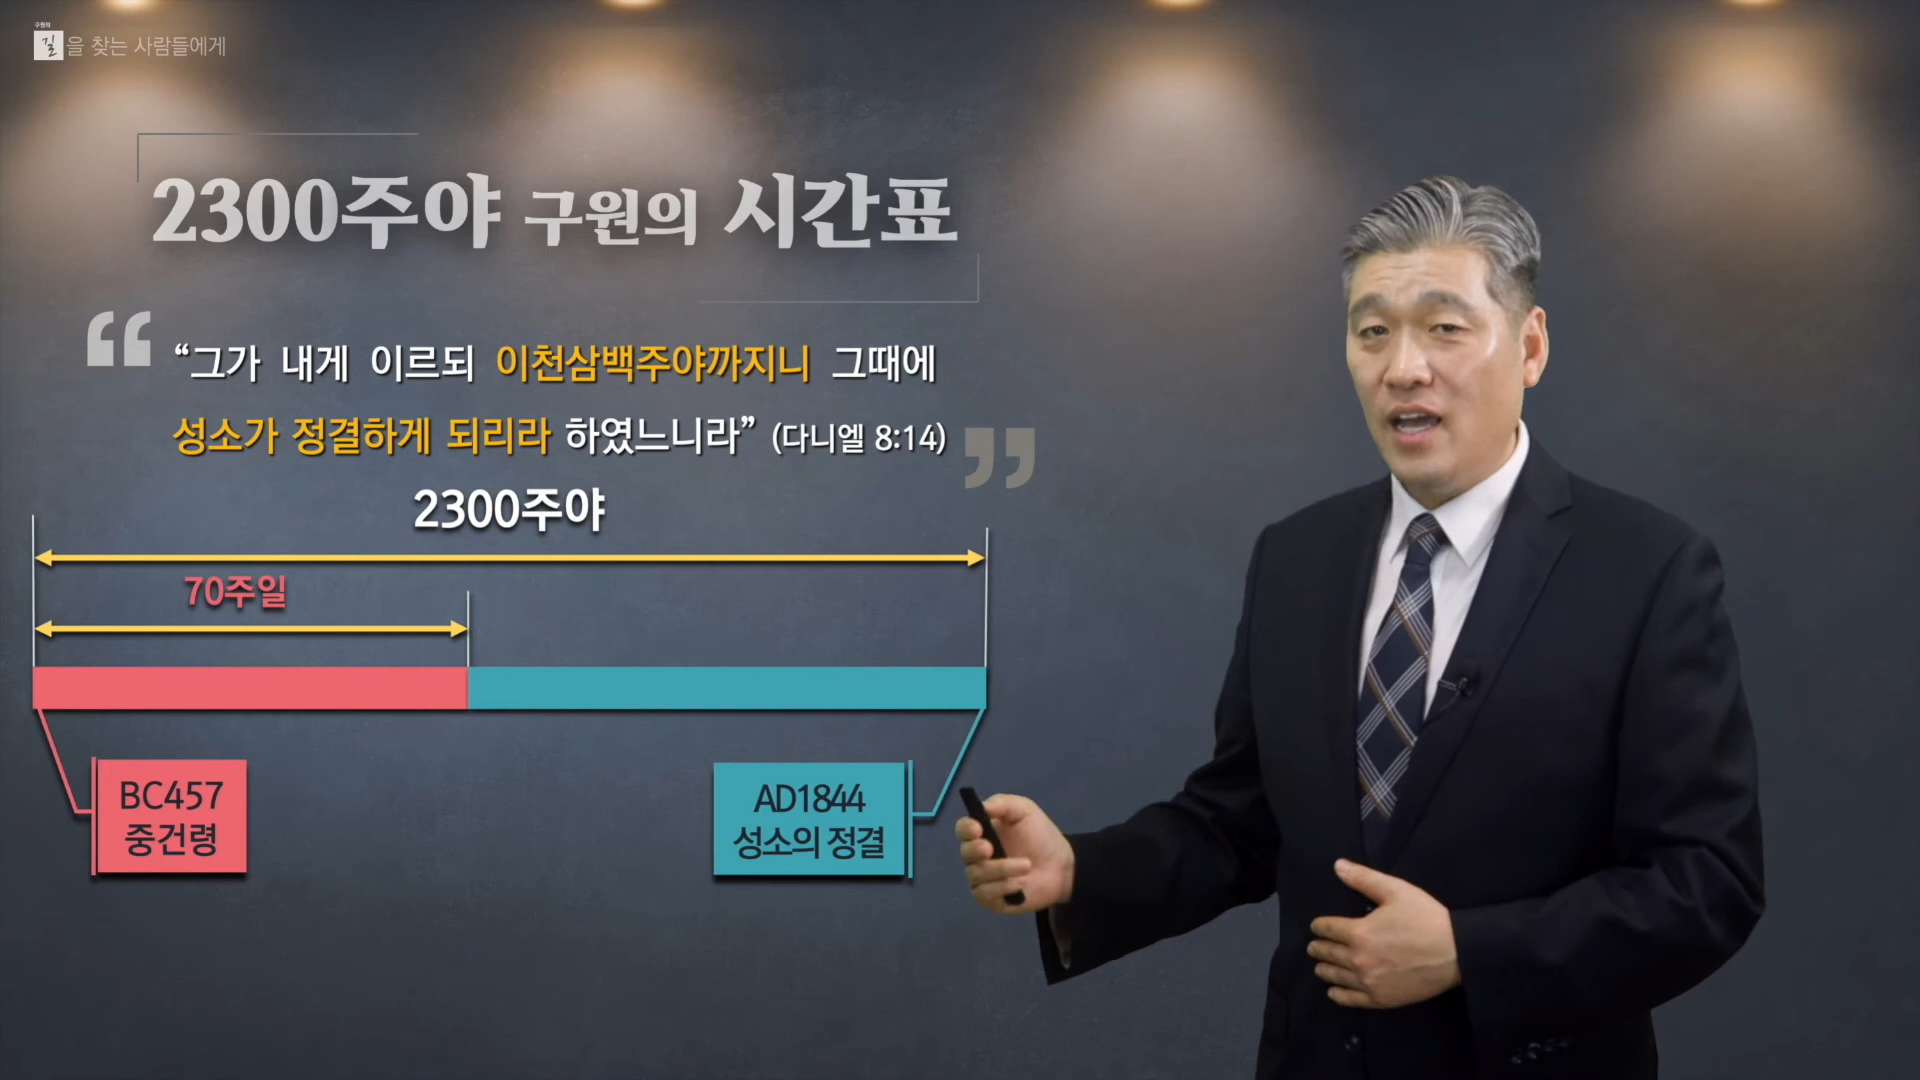 구원의
길을 찾는 사람들에게
2300주야 구원의 시간표
“그가 내게 이르되 이천삼백주야까지니 그때에
성소가 정결하게 되리라 하였느니라” (다니엘 8:14)
2300주야
70주일
BC457
중건령
AD1844
성소의 정결